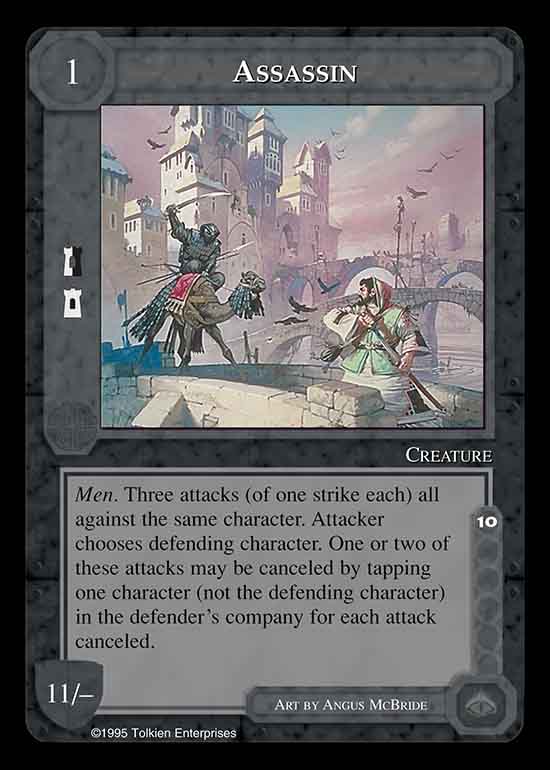 1
ASSASSIN
CREATURE
Men. Three attacks (of one strike each) all
against the same character. Attacker
chooses defending character. One or two of
these attacks may be canceled by tapping
one character (not the defending character)
in the defender's company for each attack
canceled.
10
11/–
ART BY ANGUS MCBRIDE
©1995 Tolkien Enterprises